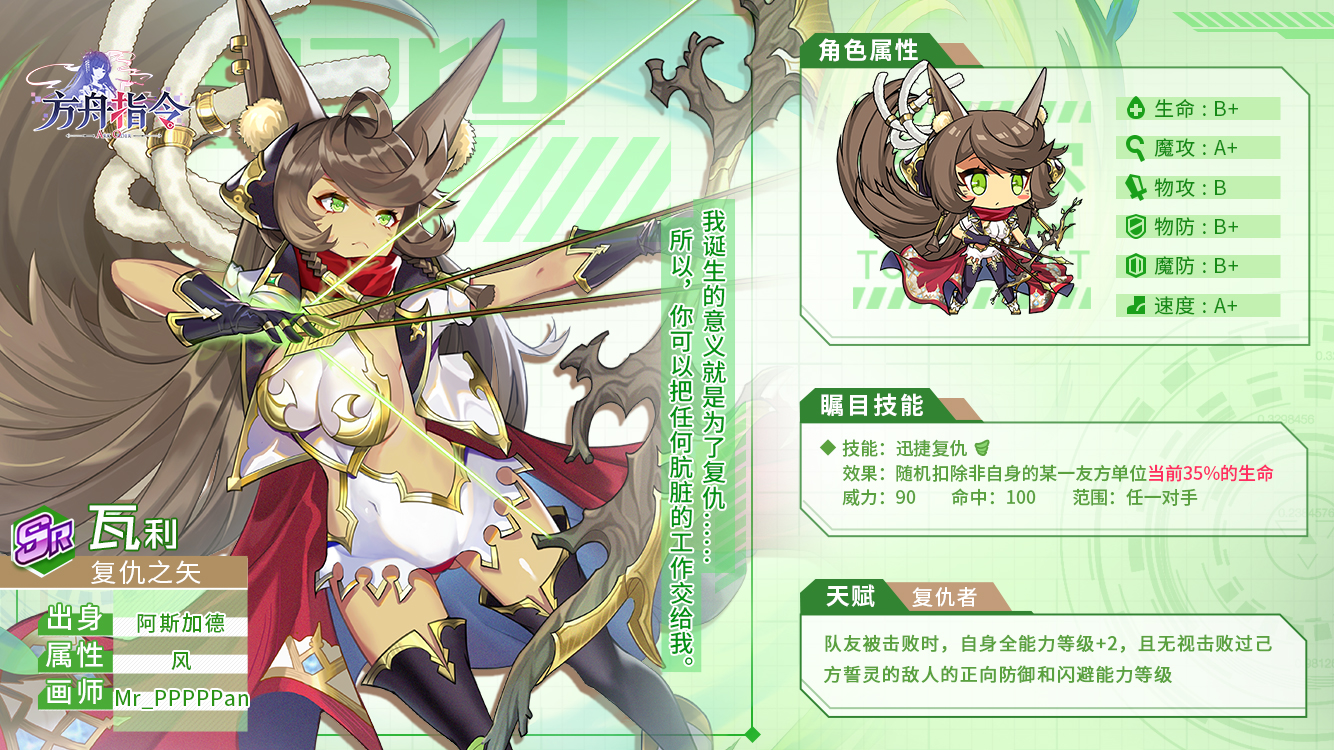 方舟指令
SR
瓦利
复仇之矢
出身 阿斯加德
属性 风
画师 Mr_PPPPPan
我诞生的意义就是为了复仇……
所以，你可以把任何肮脏的工作交给我。
角色属性
生命：B+
魔攻：A+
物攻：B
物防：B+
魔防：B+
速度：A+
瞩目技能
技能：迅捷复仇
效果：随机扣除非自身的某一友方单位当前35%的生命
威力：90 命中：100 范围：任一对手
天赋 复仇者
队友被击败时，自身全能力等级+2，且无视击败过己
方誓灵的敌人的正向防御和闪避能力等级